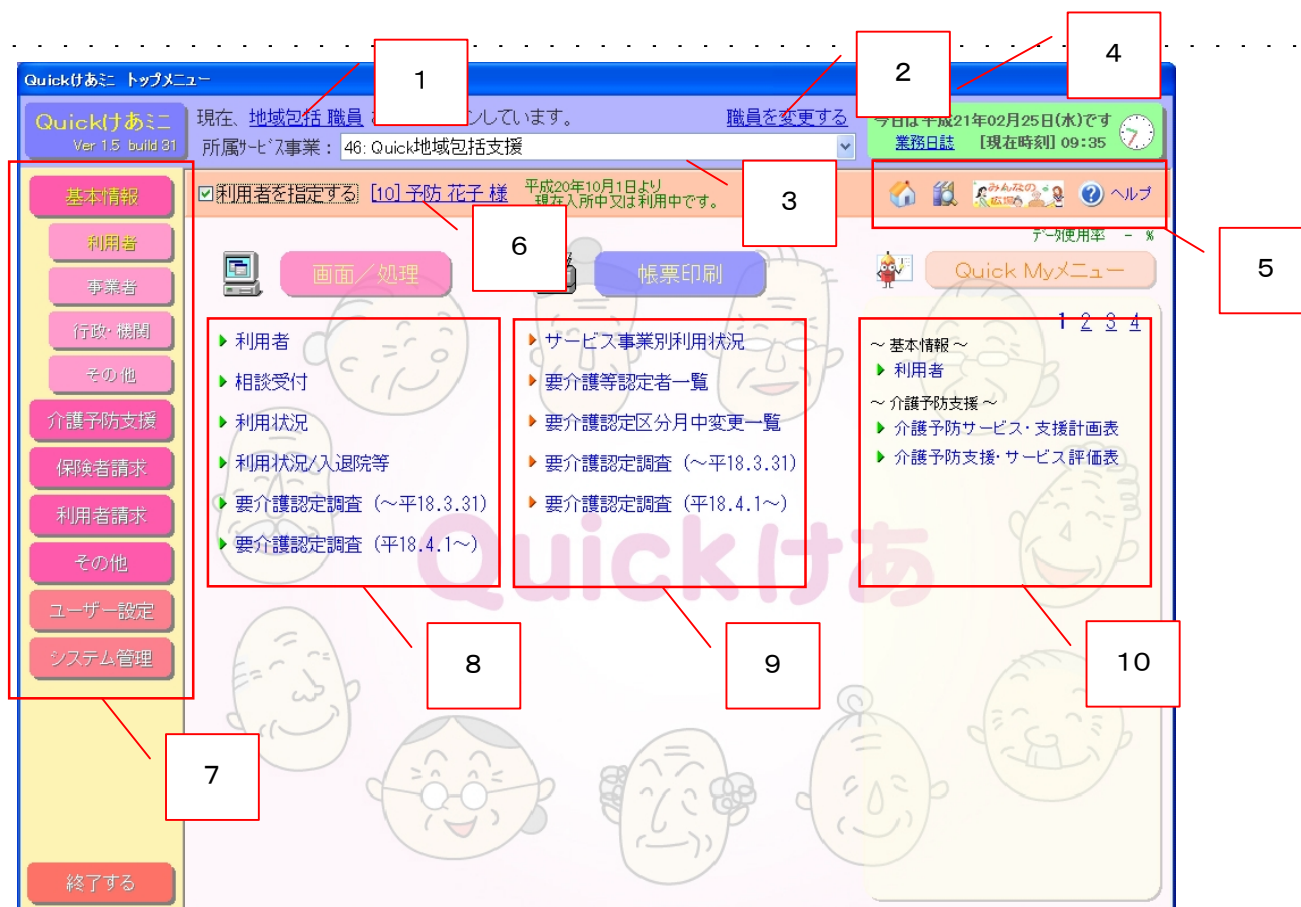 1
2
4
Quickけあミニ トップメニュー
Quickけあミニ
Ver 1.5 build 31
現在、地域包括 職員 ンしています。
職員を変更する
今日は平成21年02月25日(水)です
業務日誌 [現在時刻] 09:35
所属ｻｰﾋﾞｽ事業： 46: Quick地域包括支援
3
利用者を指定する [10] 予防 花子 様
平成20年10月1日より
現在入所中又は利用中です。
みんなの
広場
ヘルプ
5
6
ﾃﾞｰﾀ使用率 - %
基本情報
利用者
事業者
行政・機関
その他
介護予防支援
保険者請求
利用者請求
その他
ユーザー設定
システム管理
終了する
7
画面／処理
利用者
相談受付
利用状況
利用状況/入退院等
要介護認定調査（～平18.3.31）
要介護認定調査（平18.4.1～）
8
帳票印刷
サービス事業別利用状況
要介護等認定者一覧
要介護認定区分月中変更一覧
要介護認定調査（～平18.3.31）
要介護認定調査（平18.4.1～）
9
Quick Myメニュー
1 2 3 4
～ 基本情報 ～
利用者
～ 介護予防支援 ～
介護予防サービス・支援計画表
介護予防支援・サービス評価表
10
Quickけあ